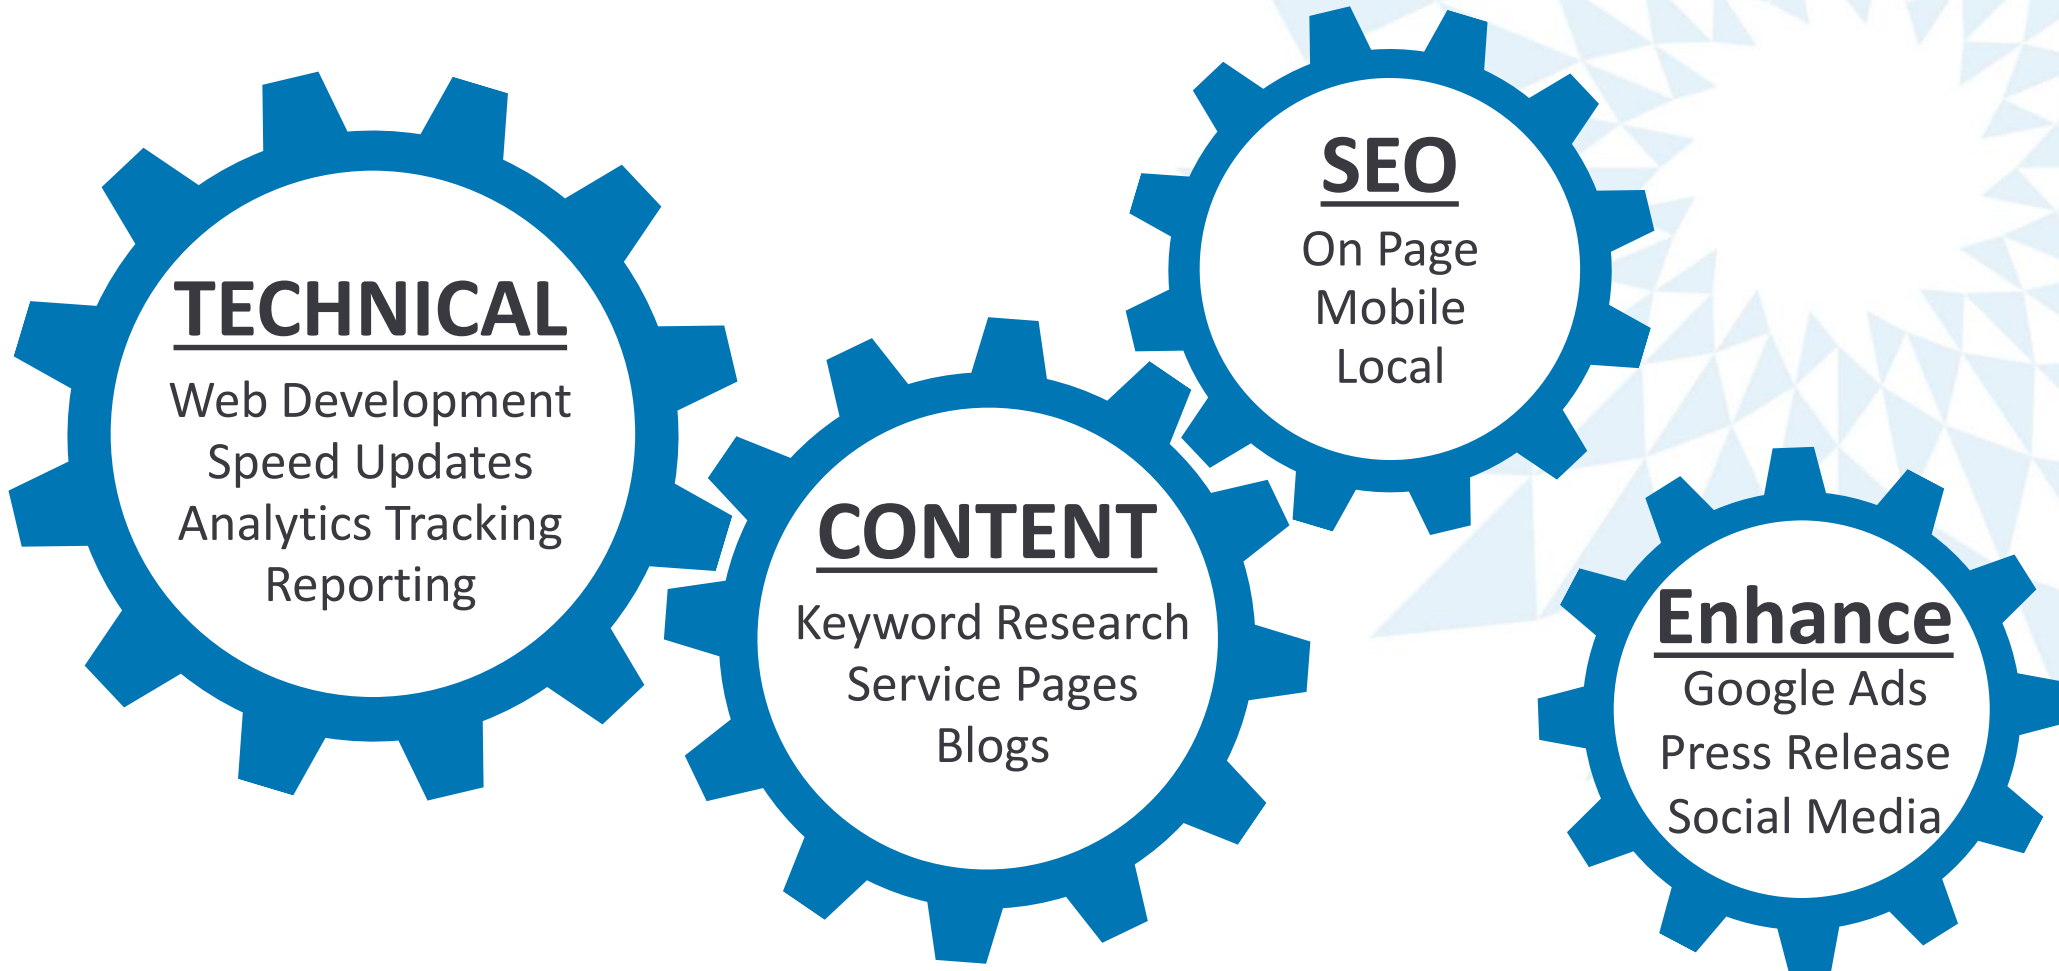 TECHNICAL
Web Development
Speed Updates
Analytics Tracking
Reporting
CONTENT
Keyword Research
Service Pages
Blogs
SEO
On Page
Mobile
Local
Enhance
Google Ads
Press Release
Social Media